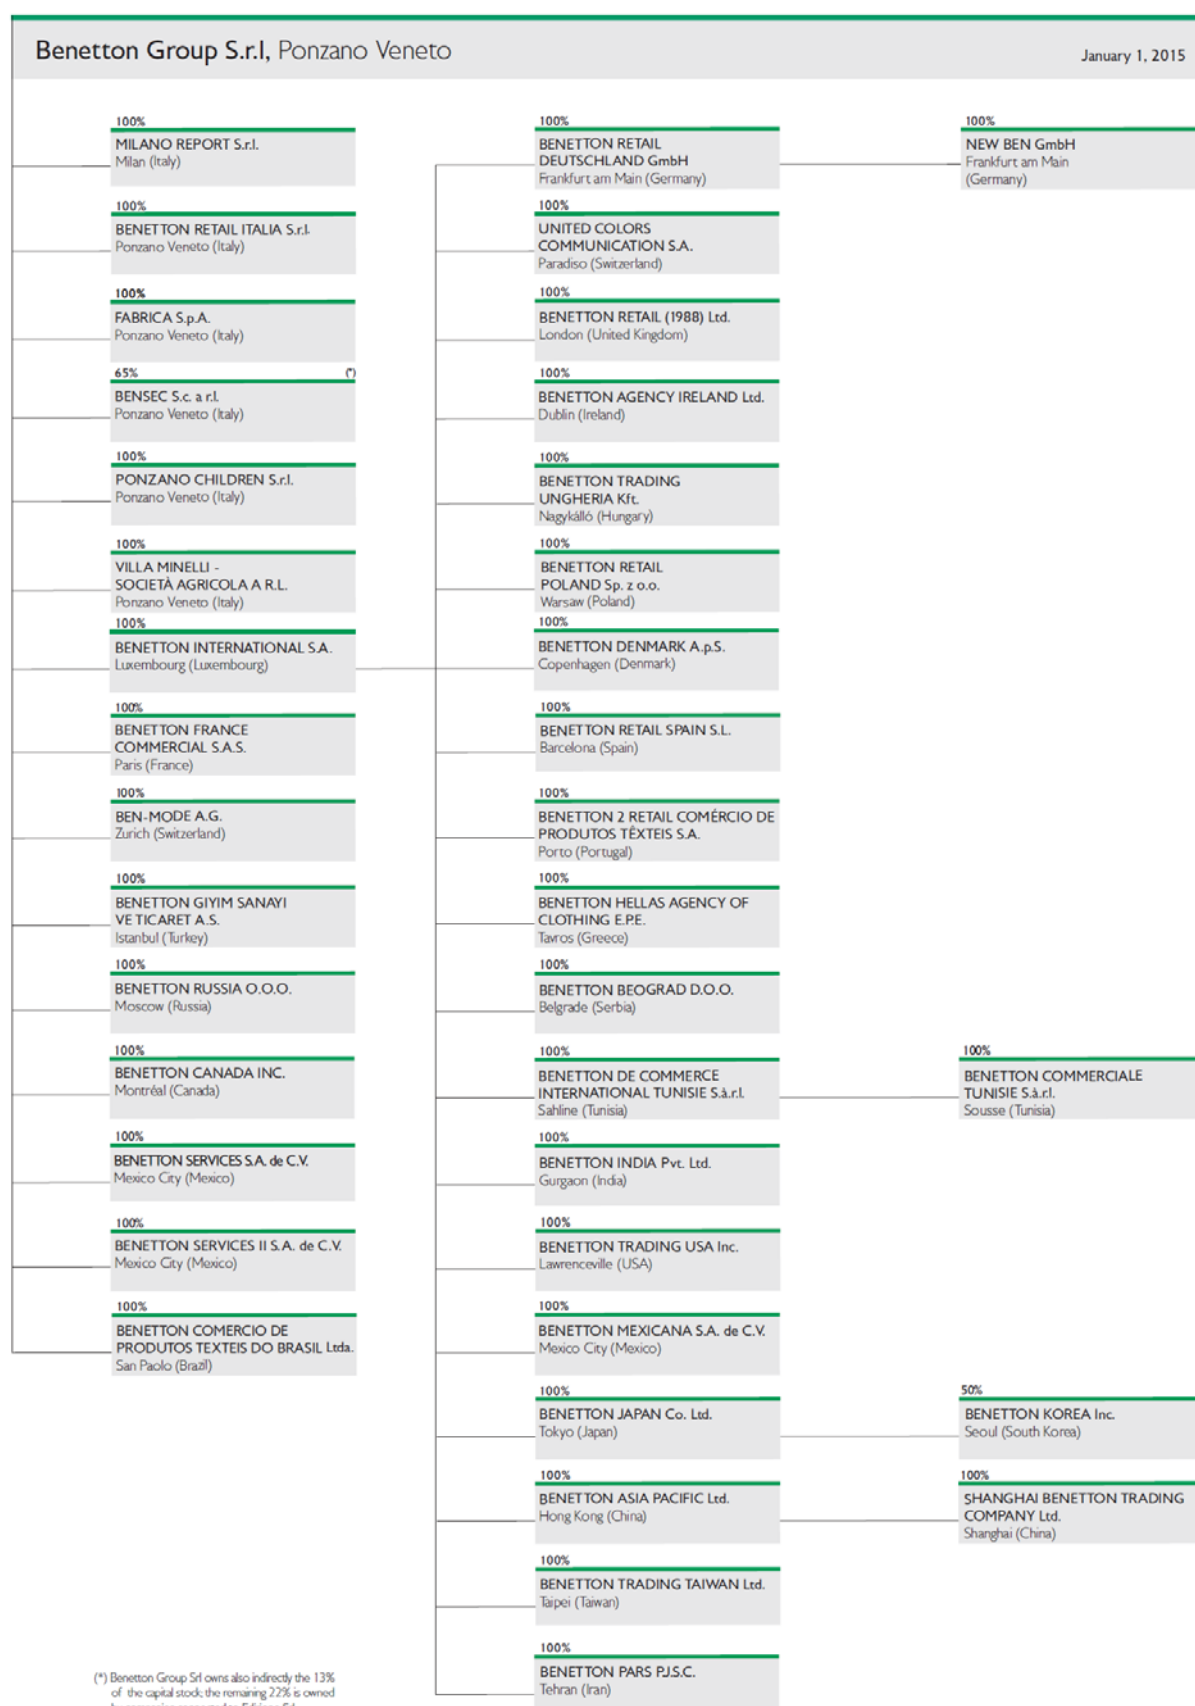 Benetton Group S.r.l, Ponzano Veneto
January 1, 2015
100%
MILANO REPORT S.r.l.
Milan (Italy)
100%
BENETTON RETAIL ITALIA S.r.l.
Ponzano Veneto (Italy)
100%
FABRICA S.p.A.
Ponzano Veneto (Italy)
65% (*)
BENSEC S.c. a r.l.
Ponzano Veneto (Italy)
100%
PONZANO CHILDREN S.r.l.
Ponzano Veneto (Italy)
100%
VILLA MINELLI -
SOCIETÀ AGRICOLA A R.L.
Ponzano Veneto (Italy)
100%
BENETTON INTERNATIONAL S.A.
Luxembourg (Luxembourg)
100%
BENETTON FRANCE
COMMERCIAL S.A.S.
Paris (France)
100%
BEN-MODE A.G.
Zurich (Switzerland)
100%
BENETTON GIYIM SANAYI
VE TICARET A.S.
Istanbul (Turkey)
100%
BENETTON RUSSIA O.O.O.
Moscow (Russia)
100%
BENETTON CANADA INC.
Montréal (Canada)
100%
BENETTON SERVICES S.A. de C.V.
Mexico City (Mexico)
100%
BENETTON SERVICES II S.A. de C.V.
Mexico City (Mexico)
100%
BENETTON COMERCIO DE
PRODUTOS TEXTEIS DO BRASIL Ltda.
San Paolo (Brazil)
(*) Benetton Group Srl owns also indirectly the 13%
of the capital stock; the remaining 22% is owned
100%
BENETTON RETAIL
DEUTSCHLAND GmbH
Frankfurt am Main (Germany)
100%
UNITED COLORS
COMMUNICATION S.A.
Paradiso (Switzerland)
100%
BENETTON RETAIL (1988) Ltd.
London (United Kingdom)
100%
BENETTON AGENCY IRELAND Ltd.
Dublin (Ireland)
100%
BENETTON TRADING
UNGHERIA Kft.
Nagykálló (Hungary)
100%
BENETTON RETAIL
POLAND Sp. z o.o.
Warsaw (Poland)
100%
BENETTON DENMARK A.p.S.
Copenhagen (Denmark)
100%
BENETTON RETAIL SPAIN S.L.
Barcelona (Spain)
100%
BENETTON 2 RETAIL COMÉRCIO DE
PRODUTOS TÊXTEIS S.A.
Porto (Portugal)
100%
BENETTON HELLAS AGENCY OF
CLOTHING E.P.E.
Tavros (Greece)
100%
BENETTON BEOGRAD D.O.O.
Belgrade (Serbia)
100%
BENETTON DE COMMERCE
INTERNATIONAL TUNISIE S.à.r.l.
Sahline (Tunisia)
100%
BENETTON INDIA Pvt. Ltd.
Gurgaon (India)
100%
BENETTON TRADING USA Inc.
Lawrenceville (USA)
100%
BENETTON MEXICANA S.A. de C.V.
Mexico City (Mexico)
100%
BENETTON JAPAN Co. Ltd.
Tokyo (Japan)
100%
BENETTON ASIA PACIFIC Ltd.
Hong Kong (China)
100%
BENETTON TRADING TAIWAN Ltd.
Taipei (Taiwan)
100%
BENETTON PARS P.J.S.C.
Tehran (Iran)
100%
NEW BEN GmbH
Frankfurt am Main
(Germany)
100%
BENETTON COMMERCIALE
TUNISIE S.à.r.l.
Sousse (Tunisia)
50%
BENETTON KOREA Inc.
Seoul (South Korea)
100%
SHANGHAI BENETTON TRADING
COMPANY Ltd.
Shanghai (China)